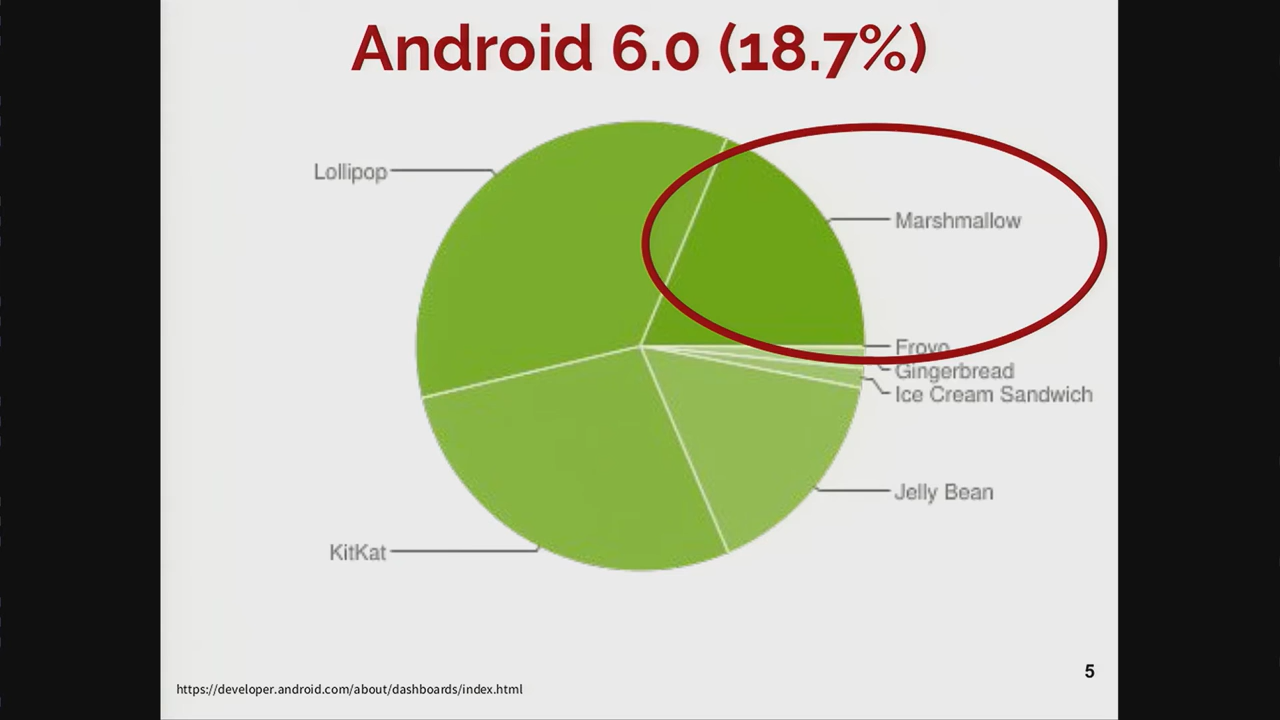 Android 6.0 (18.7%)
Lollipop
Marshmallow
Froyo
Gingerbread
Ice Cream Sandwich
Jelly Bean
KitKat
5
https://developer.android.com/about/dashboards/index.html